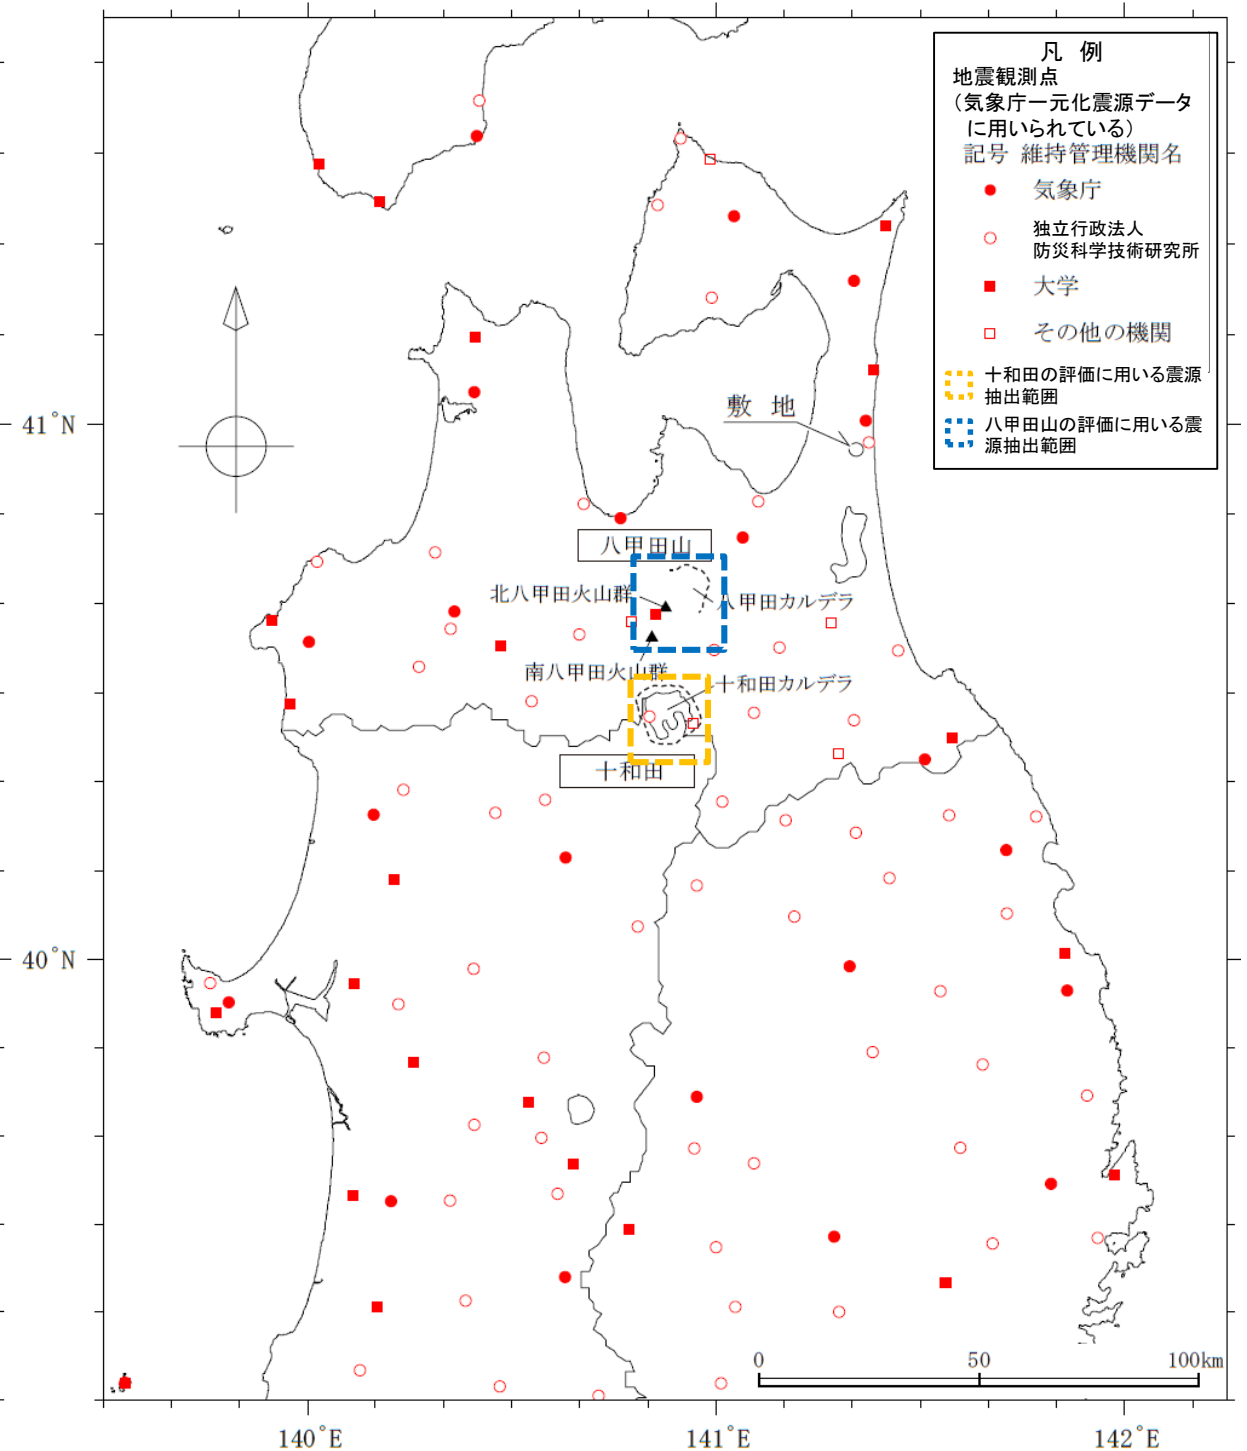 凡 例
地震観測点
（気象庁一元化震源データ
に用いられている）
記号 維持管理機関名
気象庁
独立行政法人
防災科学技術研究所
大学
その他の機関
十和田の評価に用いる震源
抽出範囲
八甲田山の評価に用いる震
源抽出範囲
敷 地
41°N
八甲田山
北八甲田火山群
八甲田カルデラ
南八甲田火山群
十和田カルデラ
十和田
40°N
0 50 100km
140°E 141°E 142°E